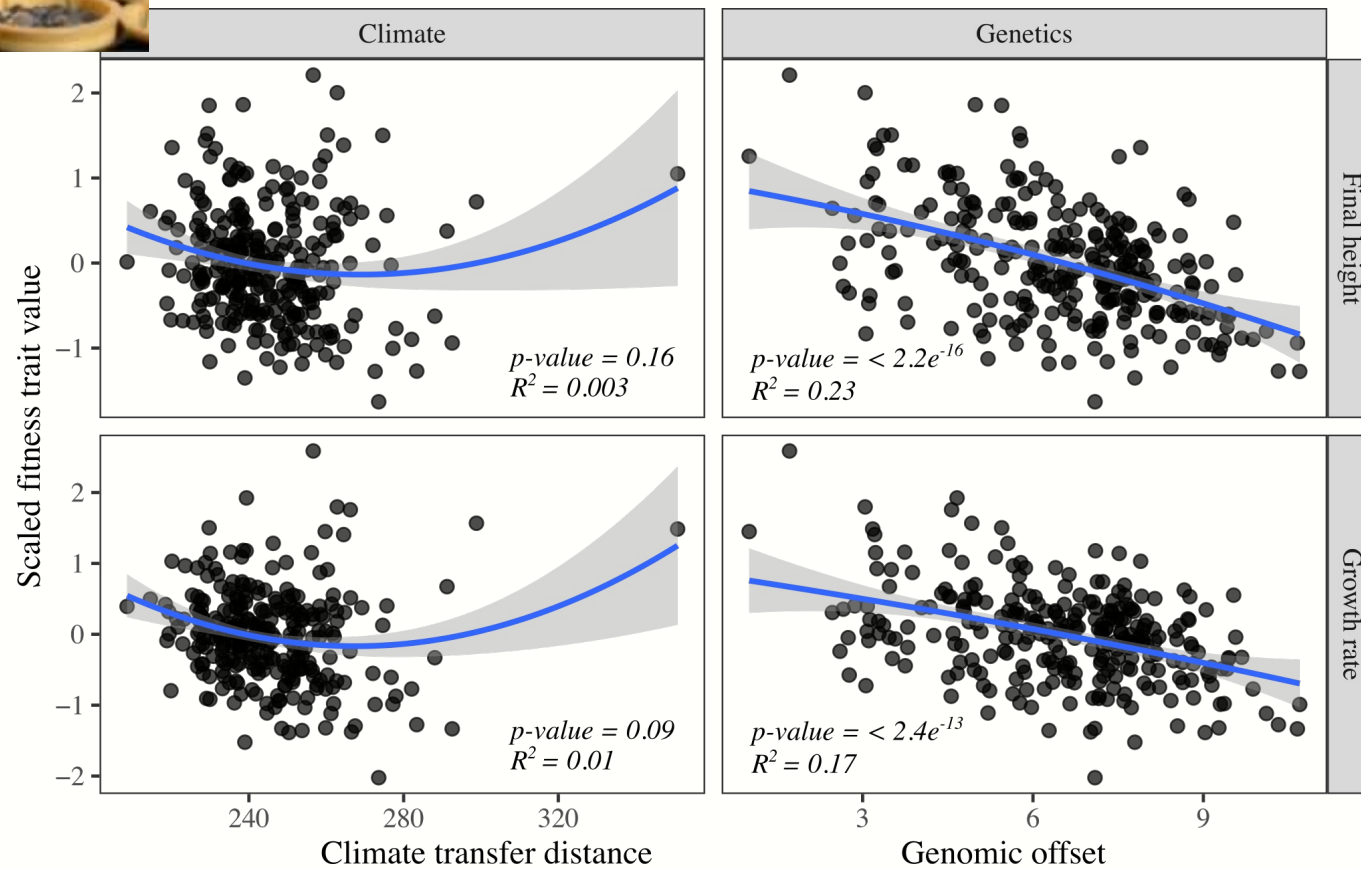 Climate
Genetics
Scaled fitness trait value
2
1
0
−1
p-value = 0.16
R² = 0.003
p-value = < 2.2e⁻¹⁶
R² = 0.23
Final height
2
1
0
−1
−2
p-value = 0.09
R² = 0.01
p-value = < 2.4e⁻¹³
R² = 0.17
Growth rate
240
280
320
3
6
9
Climate transfer distance
Genomic offset